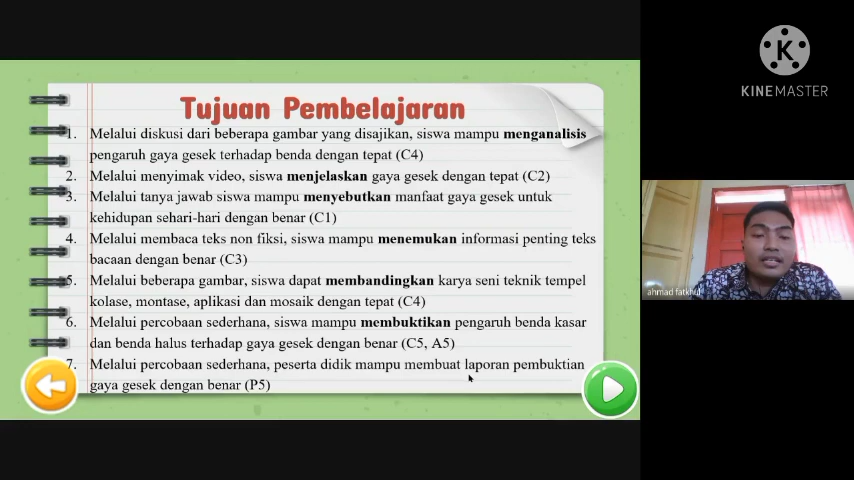 Tujuan Pembelajaran
1. Melalui diskusi dari beberapa gambar yang disajikan, siswa mampu menganalisis
pengaruh gaya gesek terhadap benda dengan tepat (C4)
2. Melalui menyimak video, siswa menjelaskan gaya gesek dengan tepat (C2)
3. Melalui tanya jawab siswa mampu menyebutkan manfaat gaya gesek untuk
kehidupan sehari-hari dengan benar (C1)
4. Melalui membaca teks non fiksi, siswa mampu menemukan informasi penting teks
bacaan dengan benar (C3)
5. Melalui beberapa gambar, siswa dapat membandingkan karya seni teknik tempel
kolase, montase, aplikasi dan mosaik dengan tepat (C4)
6. Melalui percobaan sederhana, siswa mampu membuktikan pengaruh benda kasar
dan benda halus terhadap gaya gesek dengan benar (C5, A5)
7. Melalui percobaan sederhana, peserta didik mampu membuat laporan pembuktian
gaya gesek dengan benar (P5)
K
KINEMASTER
ahmad fatkhul